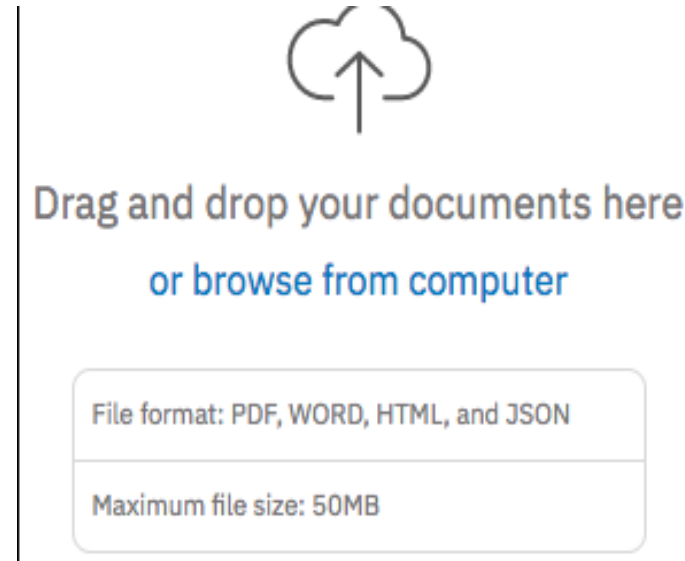 Drag and drop your documents here
or browse from computer
File format: PDF, WORD, HTML, and JSON
Maximum file size: 50MB